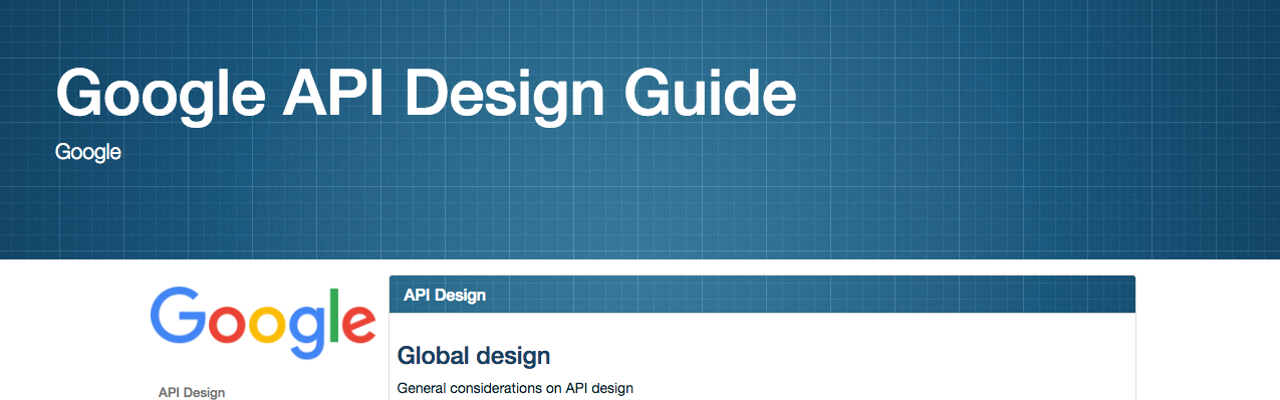 Google API Design Guide
Google
Google
API Design
API Design
Global design
General considerations on API design